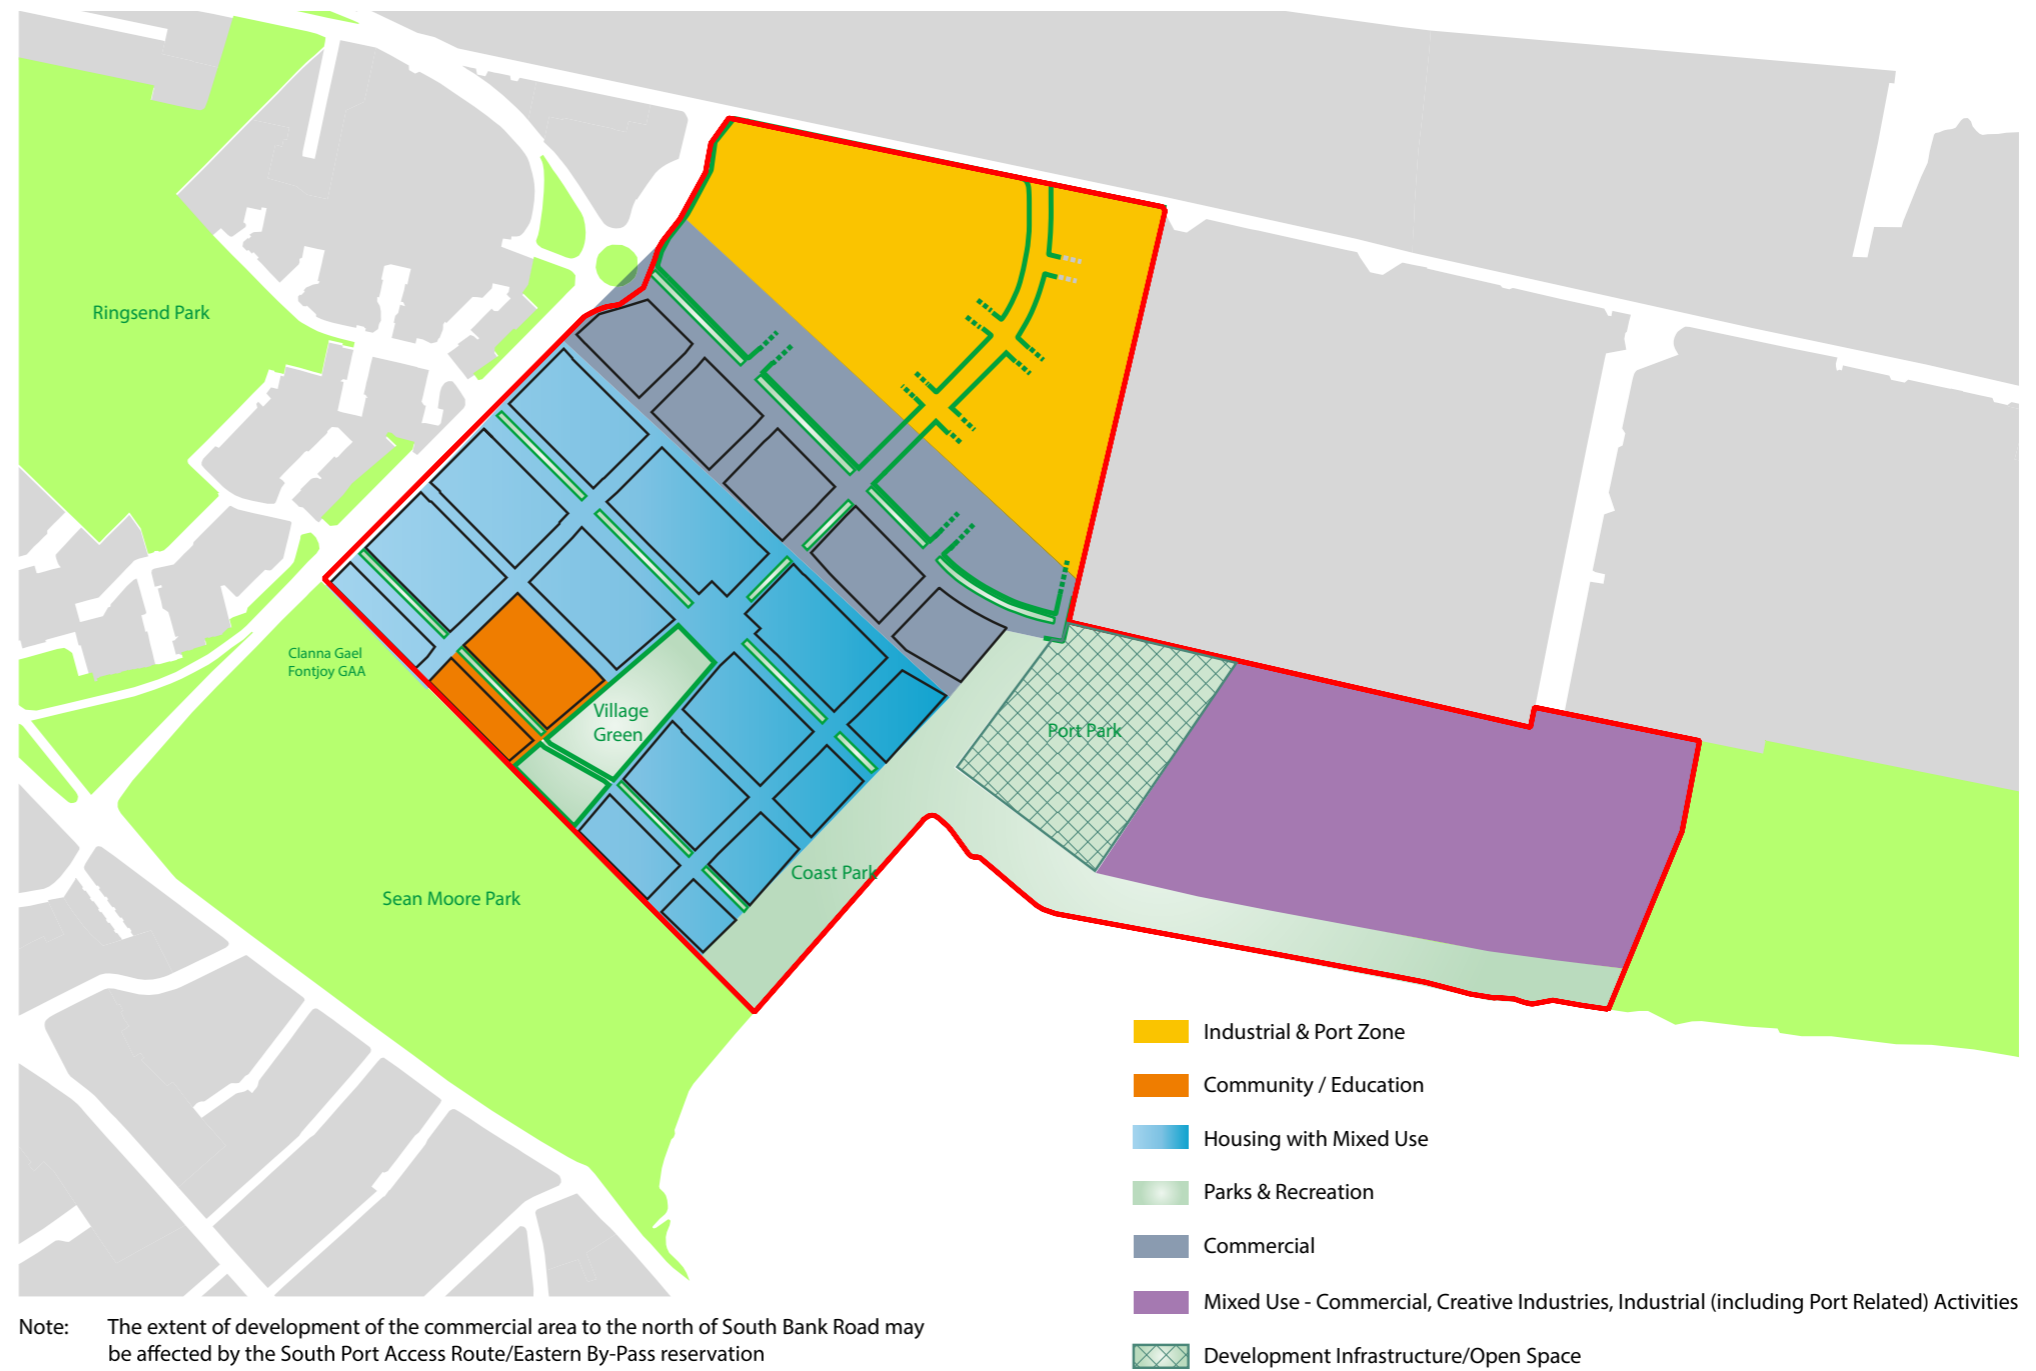 Ringsend Park
Clanna Gael
Fontjoy GAA
Village
Green
Port Park
Coast Park
Sean Moore Park
Industrial & Port Zone
Community / Education
Housing with Mixed Use
Parks & Recreation
Commercial
Mixed Use - Commercial, Creative Industries, Industrial (including Port Related) Activities
Development Infrastructure/Open Space
Note: The extent of development of the commercial area to the north of South Bank Road may
be affected by the South Port Access Route/Eastern By-Pass reservation